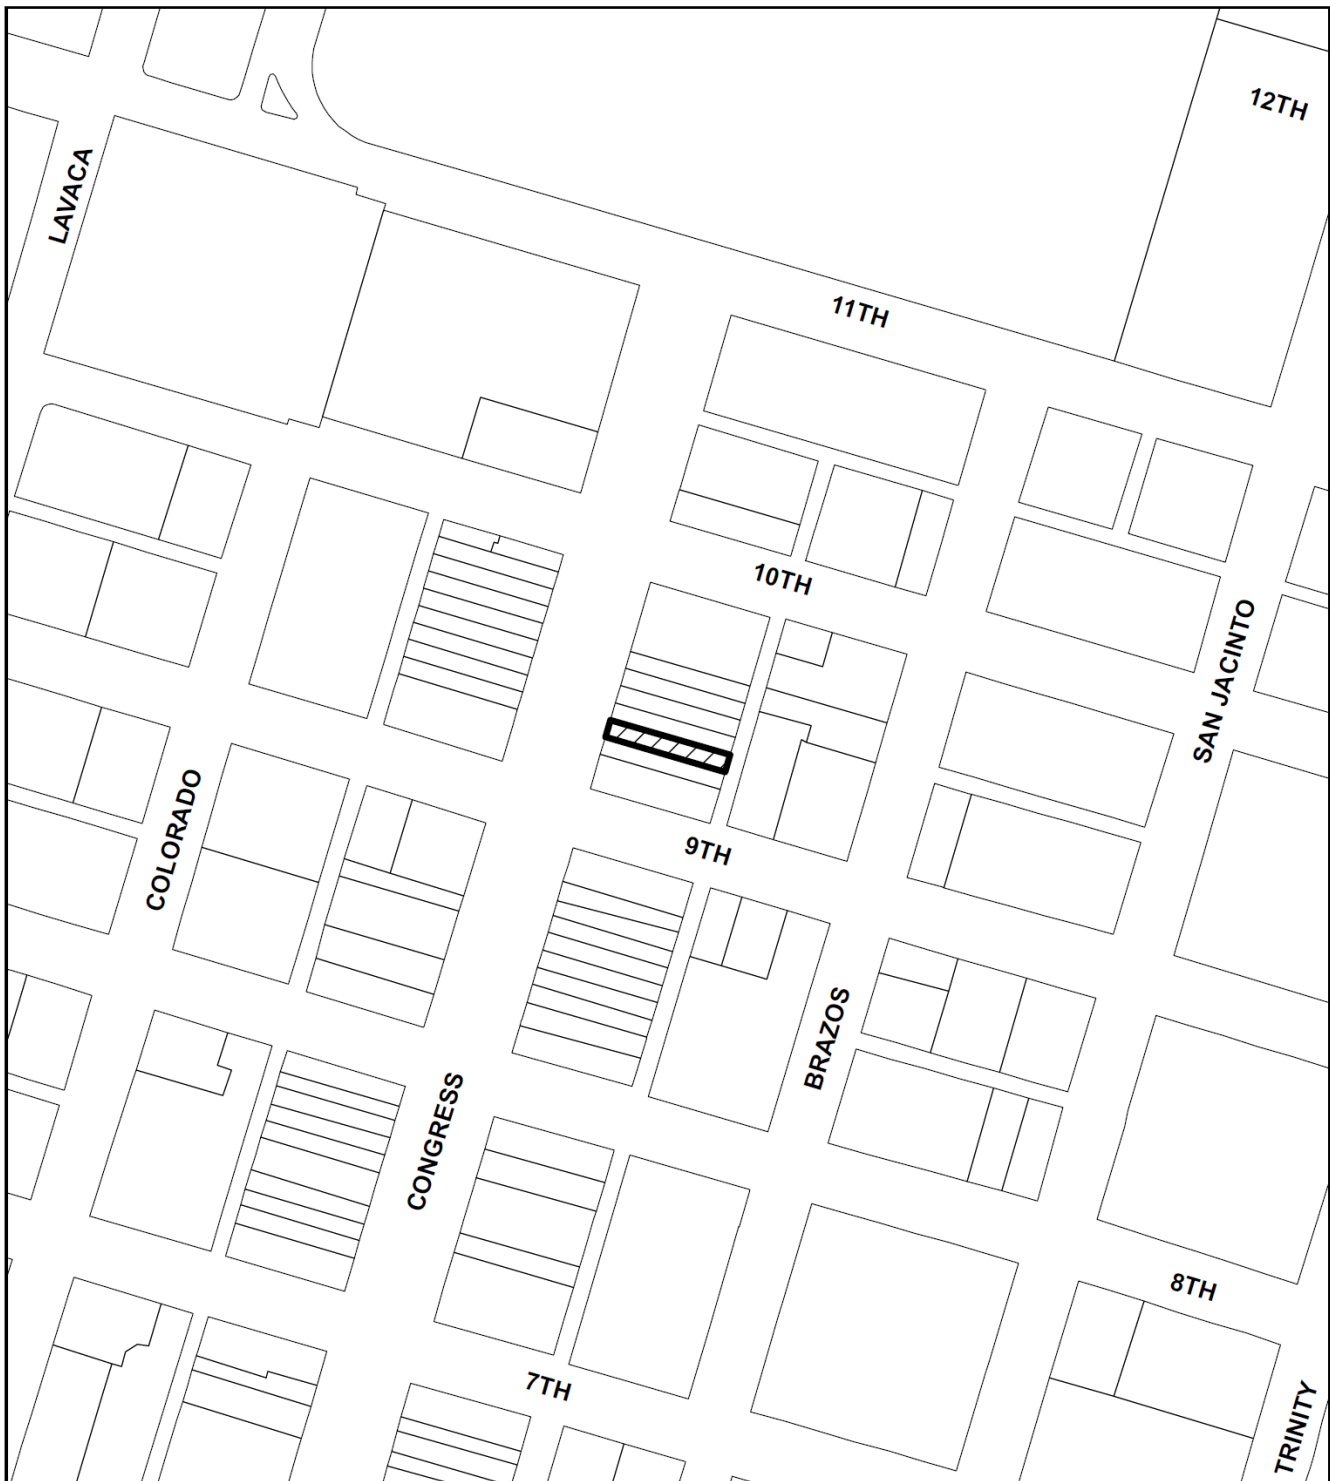 12TH
LAVACA
11TH
10TH
SAN JACINTO
COLORADO
9TH
BRAZOS
CONGRESS
8TH
7TH
TRINITY